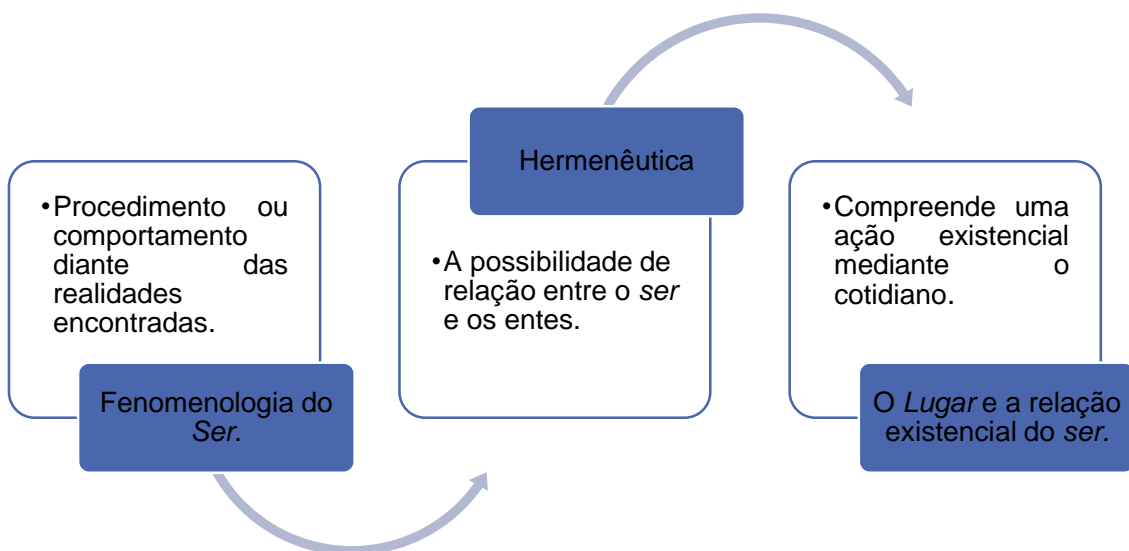 •Procedimento ou
comportamento
diante das
realidades
encontradas.
Fenomenologia do
Ser.
Hermenêutica
•A possibilidade de
relação entre o ser
e os entes.
•Compreende uma
ação existencial
mediante o
cotidiano.
O Lugar e a relação
existencial do ser.